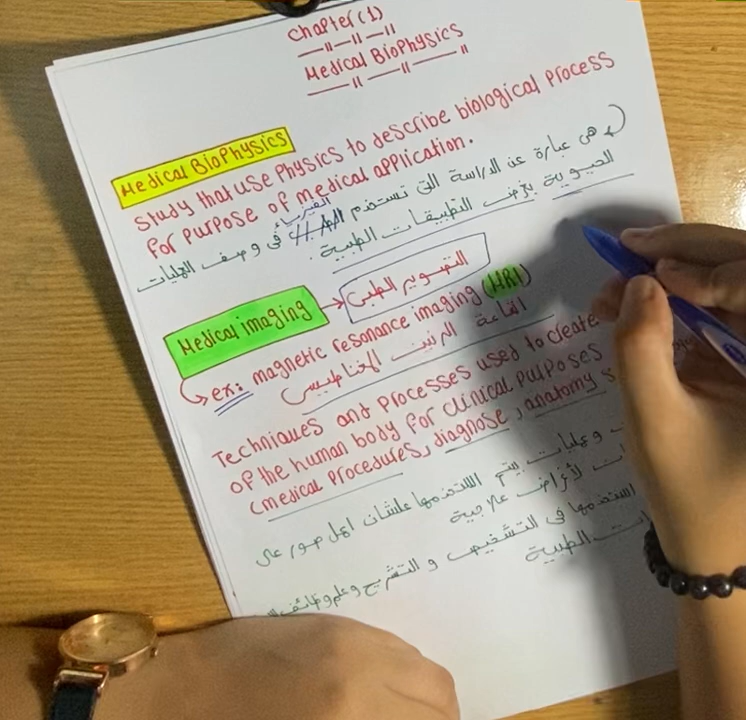 Chapter(1)
Medical BioPhysics
Medical BioPhysics
Study that use Physics to describe biological process
for purpose of medical application.
هي عبارة عن الدراسة التي تستخدم الفيزياء في وصف العمليات
الحيوية بغرض التطبيقات الطبية.
Medical imaging → التصوير الطبي
ex: magnetic resonance imaging (MRI)
الرنين المغناطيسي
Techniques and Processes used to create
of the human body for clinical purposes
(medical procedures, diagnose, anatomy s
وعمليات يتم استخدمها علشان اعمل صور على
لأغراض علاجية
استخدمها في التشخيص و التشريح وعلم وظائف
الطبية